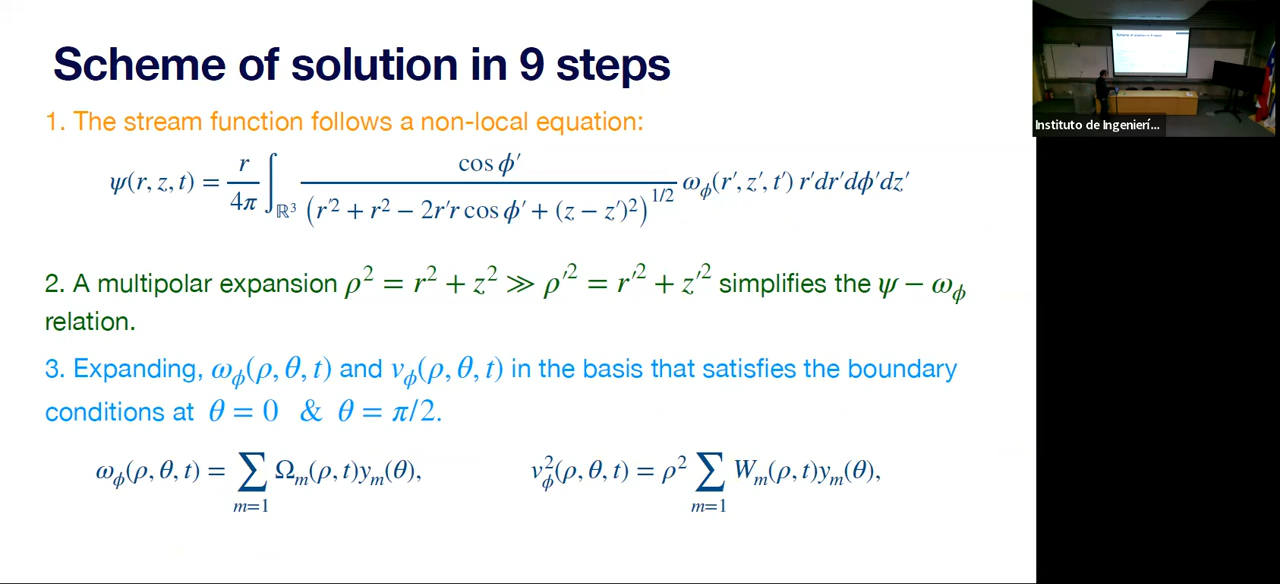 Scheme of solution in 9 steps
1. The stream function follows a non-local equation:
ψ(r, z, t) = r/4π ∫_ℝ³ cos ϕ′ / (r′² + r² − 2r′r cos ϕ′ + (z − z′)²)^1/2 ω_ϕ(r′, z′, t′) r′dr′dϕ′dz′
2. A multipolar expansion ρ² = r² + z² ≫ ρ′² = r′² + z′² simplifies the ψ − ω_ϕ
relation.
3. Expanding, ω_ϕ(ρ, θ, t) and v_ϕ(ρ, θ, t) in the basis that satisfies the boundary
conditions at θ = 0 & θ = π/2.
ω_ϕ(ρ, θ, t) = ∑_{m=1} Ω_m(ρ, t)y_m(θ), v_ϕ²(ρ, θ, t) = ρ² ∑_{m=1} W_m(ρ, t)y_m(θ),
Instituto de Ingenierí...